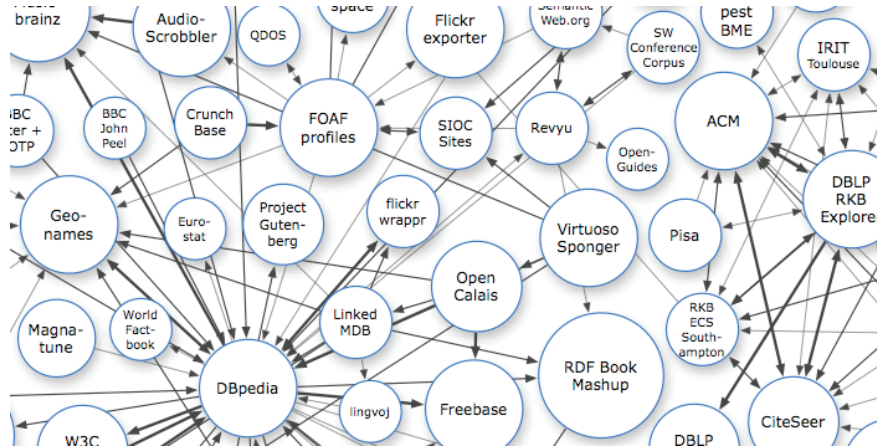 brainz
Audio-
Scrobbler
QDOS
space
Flickr
exporter
Semantic
Web.org
SW
Conference
Corpus
pest
BME
IRIT
Toulouse
BBC
OTP
BBC
John
Peel
Crunch
Base
FOAF
profiles
SIOC
Sites
Revyu
Open-
Guides
ACM
DBLP
RKB
Explorer
Geo-
names
Euro-
stat
Project
Guten-
berg
flickr
wrappr
Virtuoso
Sponger
Pisa
Open
Calais
Magna-
tune
World
Fact-
book
Linked
MDB
RKB
ECS
South-
ampton
DBpedia
RDF Book
Mashup
lingvoj
Freebase
CiteSeer
W3C
DBLP